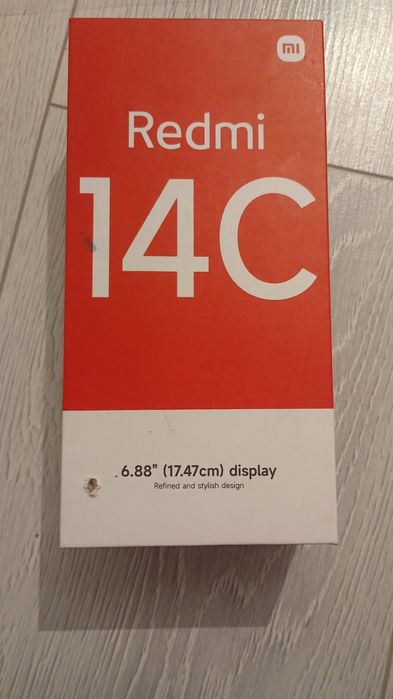 mi
Redmi
14C
6.88" (17.47cm) display
Refined and stylish design